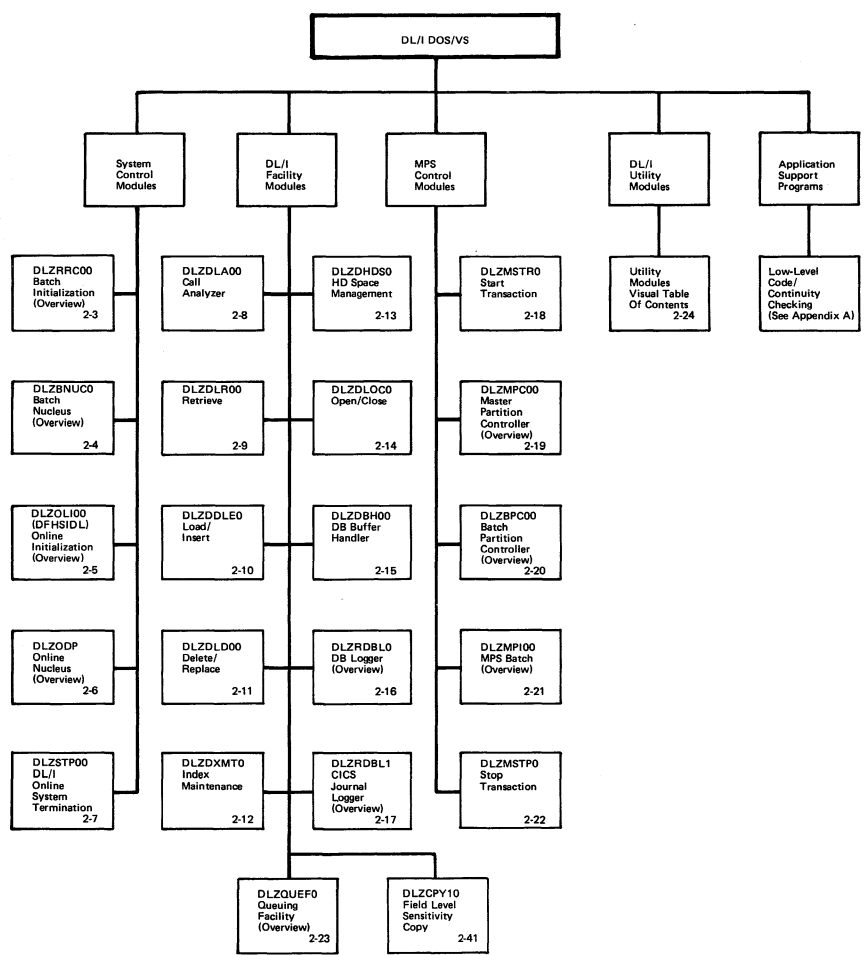 DL/I DOS/VS
System
Control
Modules
DL/I
Facility
Modules
MPS
Control
Modules
DL/I
Utility
Modules
Application
Support
Programs
DLZRRC00
Batch
Initialization
(Overview)
2-3
DLZDLA00
Call
Analyzer
2-8
DLZDHDS0
HD Space
Management
2-13
DLZMSTR0
Start
Transaction
2-18
Utility
Modules
Visual Table
Of Contents
2-24
Low-Level
Code/
Continuity
Checking
(See Appendix A)
DLZBNUC0
Batch
Nucleus
(Overview)
2-4
DLZDLR00
Retrieve
2-9
DLZDLOC0
Open/Close
2-14
DLZMPC00
Master
Partition
Controller
(Overview)
2-19
DLZOLI00
(DFHSIDL)
Online
Initialization
(Overview)
2-5
DLZDDLE0
Load/
Insert
2-10
DLZDBH00
DB Buffer
Handler
2-15
DLZBPC00
Batch
Partition
Controller
(Overview)
2-20
DLZODP
Online
Nucleus
(Overview)
2-6
DLZDLD00
Delete/
Replace
2-11
DLZRDBL0
DB Logger
(Overview)
2-16
DLZMPI00
MPS Batch
(Overview)
2-21
DLZSTP00
DL/I
Online
System
Termination
2-7
DLZDXMT0
Index
Maintenance
2-12
DLZRDBL1
CICS
Journal
Logger
(Overview)
2-17
DLZMSTP0
Stop
Transaction
2-22
DLZQUEF0
Queuing
Facility
(Overview)
2-23
DLZCPY10
Field Level
Sensitivity
Copy
2-41